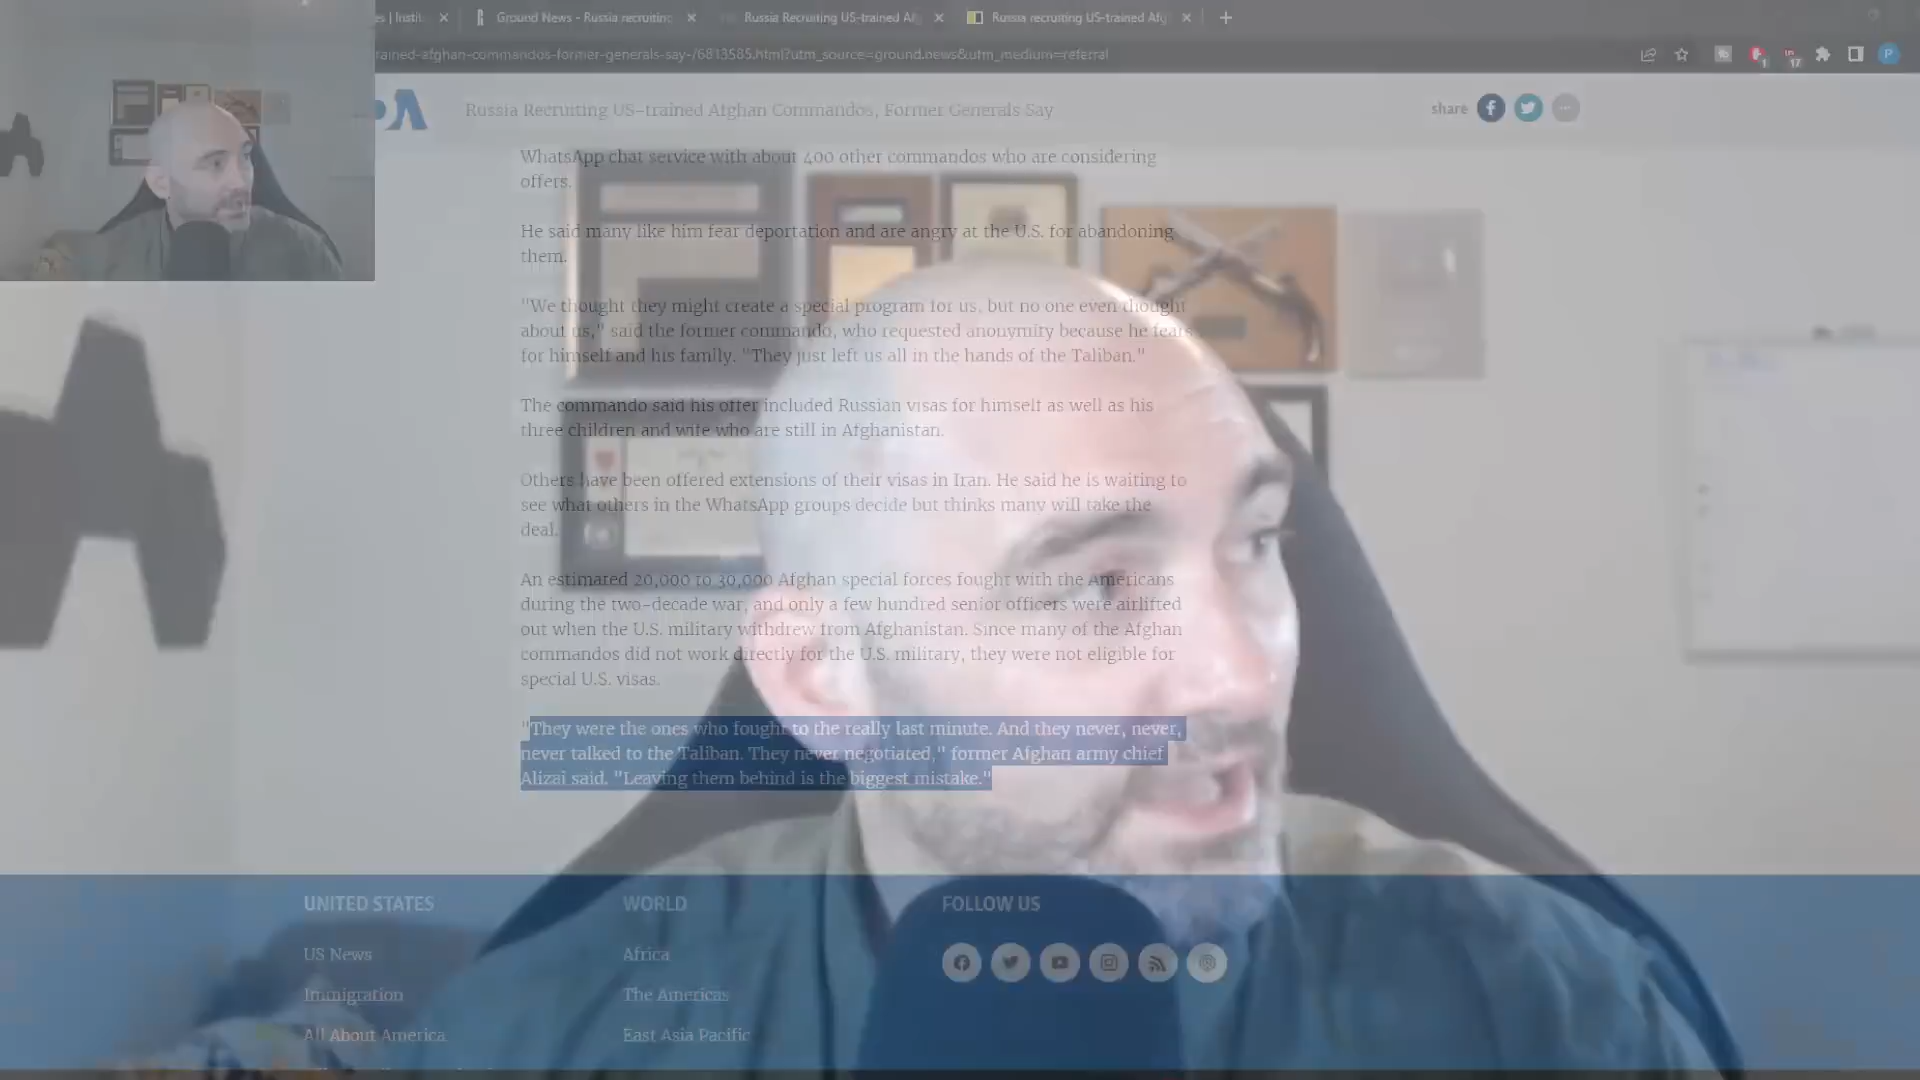 es | Instit
Ground News - Russia recruiting
Russia Recruiting US-trained Af
Russia recruiting US-trained Afg
rained-afghan-commandos-former-generals-say-/6813585.html?utm_source=ground.news&utm_medium=referral
1
17
P
Russia Recruiting US-trained Afghan Commandos, Former Generals Say
share
WhatsApp chat service with about 400 other commandos who are considering
offers.
He said many like him fear deportation and are angry at the U.S. for abandoning
them.
"We thought they might create a special program for us, but no one even thought
about us," said the former commando, who requested anonymity because he fears
for himself and his family. "They just left us all in the hands of the Taliban."
The commando said his offer included Russian visas for himself as well as his
three children and wife who are still in Afghanistan.
Others have been offered extensions of their visas in Iran. He said he is waiting to
see what others in the WhatsApp groups decide but thinks many will take the
deal.
An estimated 20,000 to 30,000 Afghan special forces fought with the Americans
during the two-decade war, and only a few hundred senior officers were airlifted
out when the U.S. military withdrew from Afghanistan. Since many of the Afghan
commandos did not work directly for the U.S. military, they were not eligible for
special U.S. visas.
"They were the ones who fought to the really last minute. And they never, never,
never talked to the Taliban. They never negotiated," former Afghan army chief
Alizai said. "Leaving them behind is the biggest mistake."
UNITED STATES
WORLD
FOLLOW US
US News
Africa
Immigration
The Americas
All About America
East Asia Pacific